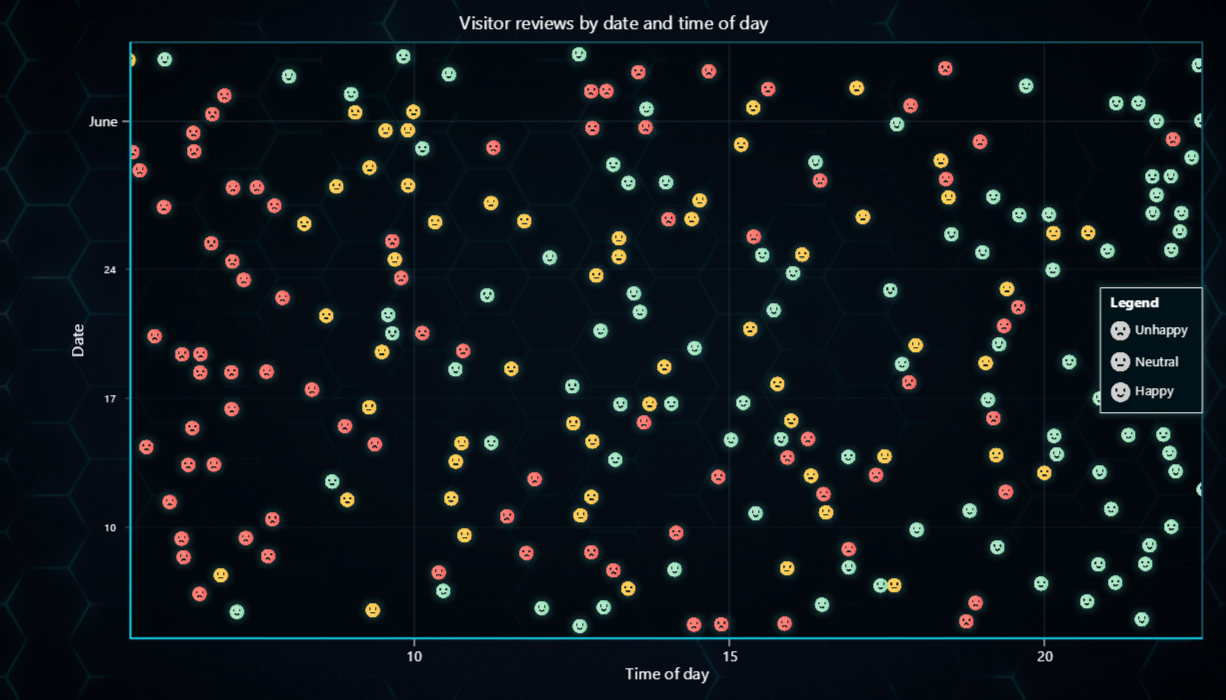 Visitor reviews by date and time of day
June
24
17
10
Date
Legend
Unhappy
Neutral
Happy
10
15
20
Time of day